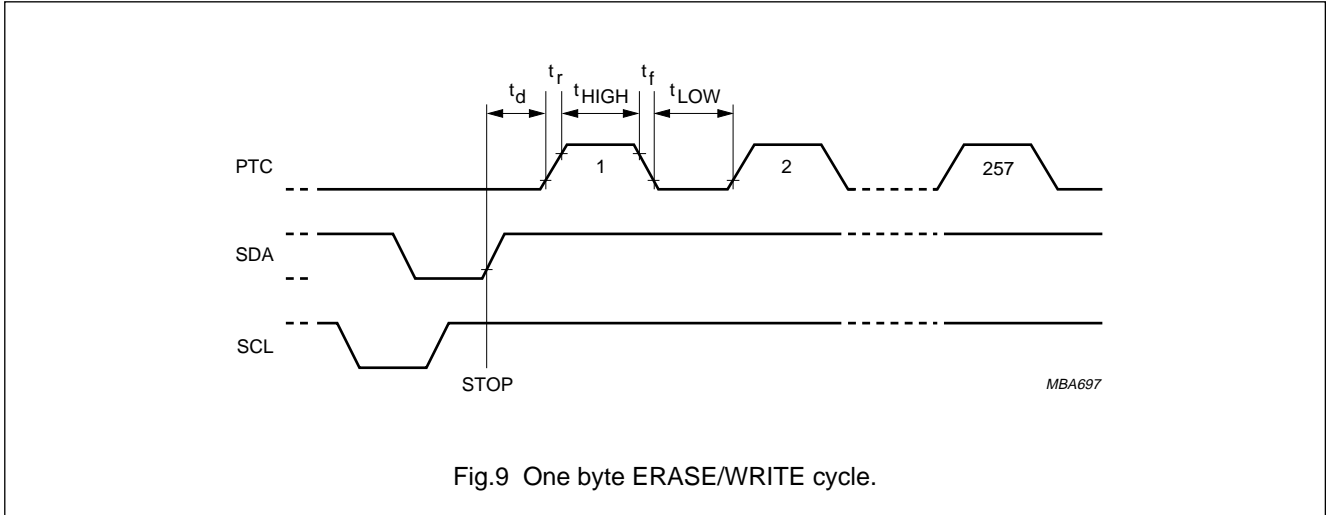 t_r t_f
t_d t_HIGH t_LOW
PTC 1 2 257
SDA
SCL
STOP
MBA697
Fig.9 One byte ERASE/WRITE cycle.